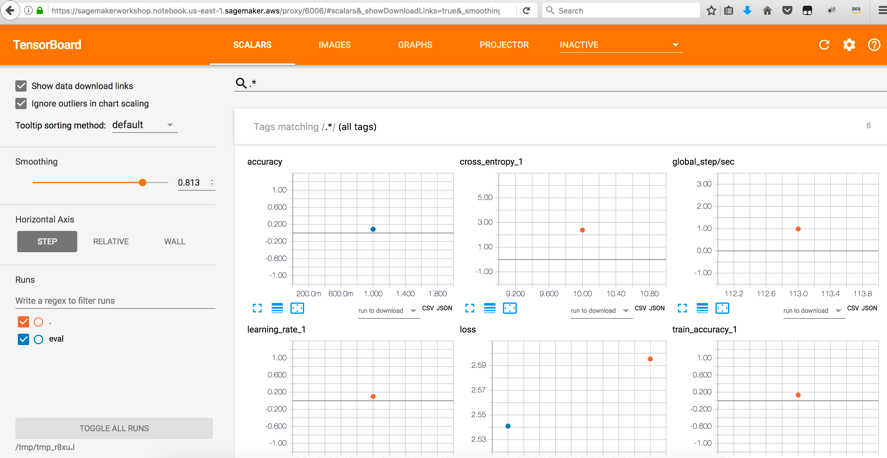 https://sagemakerworkshop.notebook.us-east-1.sagemaker.aws/proxy/6006/#scalars&_showDownloadLinks=true&_smoothing
Search
TensorBoard
SCALARS
IMAGES
GRAPHS
PROJECTOR
INACTIVE
Show data download links
Ignore outliers in chart scaling
Tooltip sorting method: default
Smoothing
0.813
Horizontal Axis
STEP RELATIVE WALL
Runs
Write a regex to filter runs
.
eval
TOGGLE ALL RUNS
/tmp/tmp_r8xuJ
.*
Tags matching /.*/ (all tags)
6
accuracy
1.00
0.600
0.200
-0.200
-0.600
-1.00
200.0m 600.0m 1.000 1.400 1.800
run to download CSV JSON
cross_entropy_1
5.00
3.00
1.00
-1.00
9.200 9.600 10.00 10.40 10.80
run to download CSV JSON
global_step/sec
3.00
2.00
1.00
0.00
-1.00
112.2 112.6 113.0 113.4 113.8
run to download CSV JSON
learning_rate_1
1.00
0.600
0.200
-0.200
-0.600
-1.00
loss
2.59
2.57
2.55
2.53
train_accuracy_1
1.00
0.600
0.200
-0.200
-0.600
-1.00